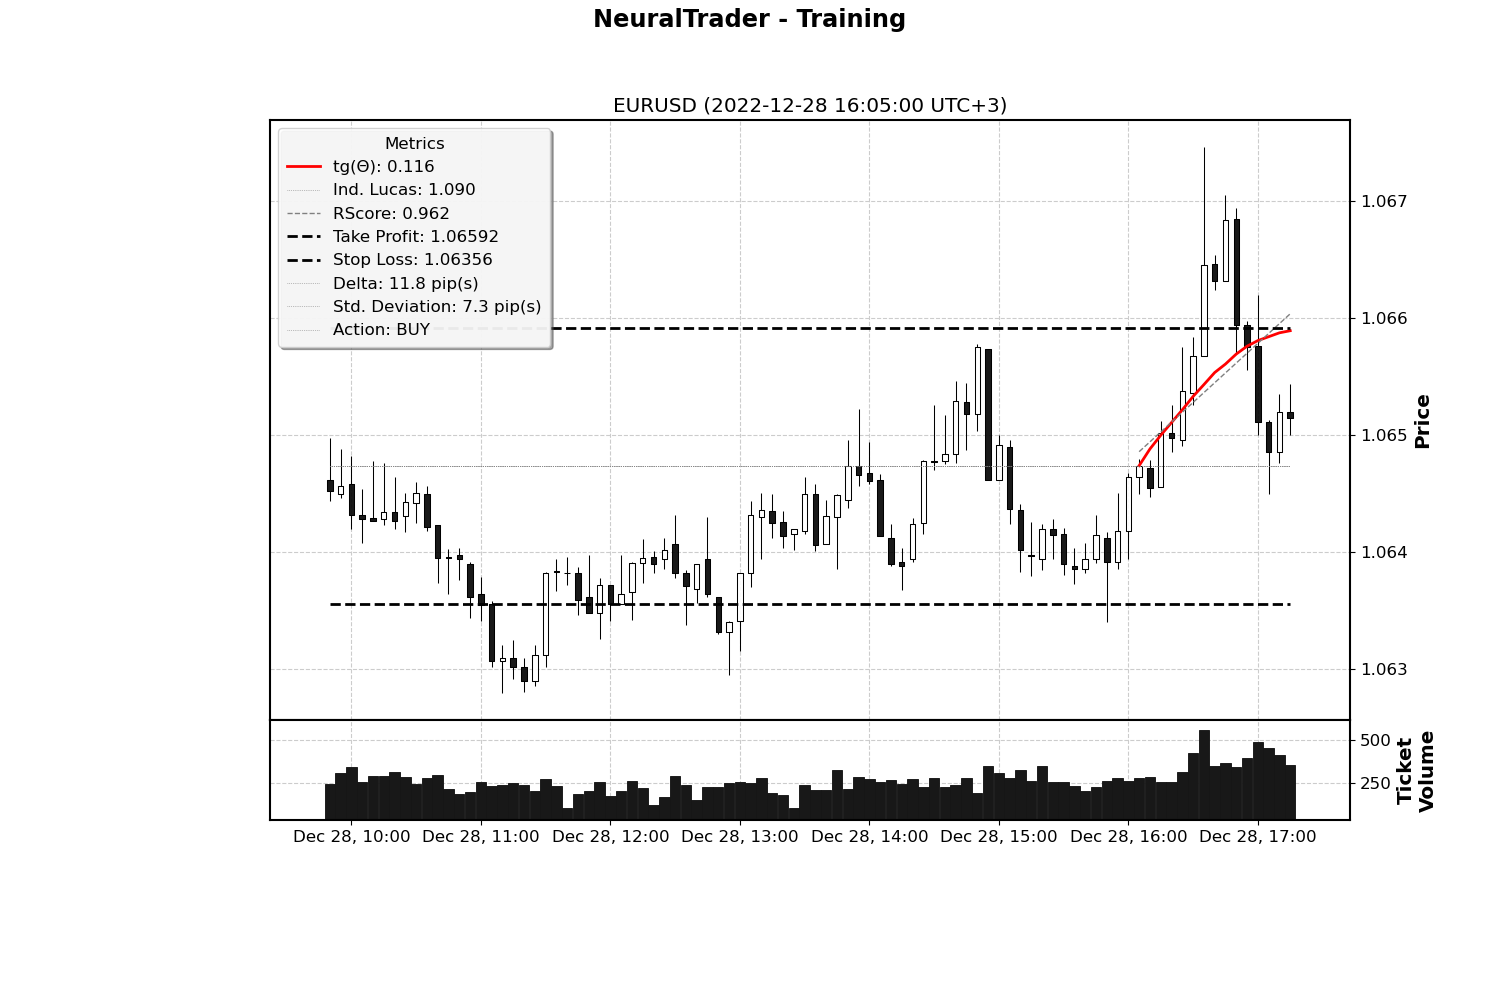 NeuralTrader - Training
EURUSD (2022-12-28 16:05:00 UTC+3)
Metrics
tg(Θ): 0.116
Ind. Lucas: 1.090
RScore: 0.962
Take Profit: 1.06592
Stop Loss: 1.06356
Delta: 11.8 pip(s)
Std. Deviation: 7.3 pip(s)
Action: BUY
1.067
1.066
1.065
1.064
1.063
Price
500
250
Ticket
Volume
Dec 28, 10:00
Dec 28, 11:00
Dec 28, 12:00
Dec 28, 13:00
Dec 28, 14:00
Dec 28, 15:00
Dec 28, 16:00
Dec 28, 17:00